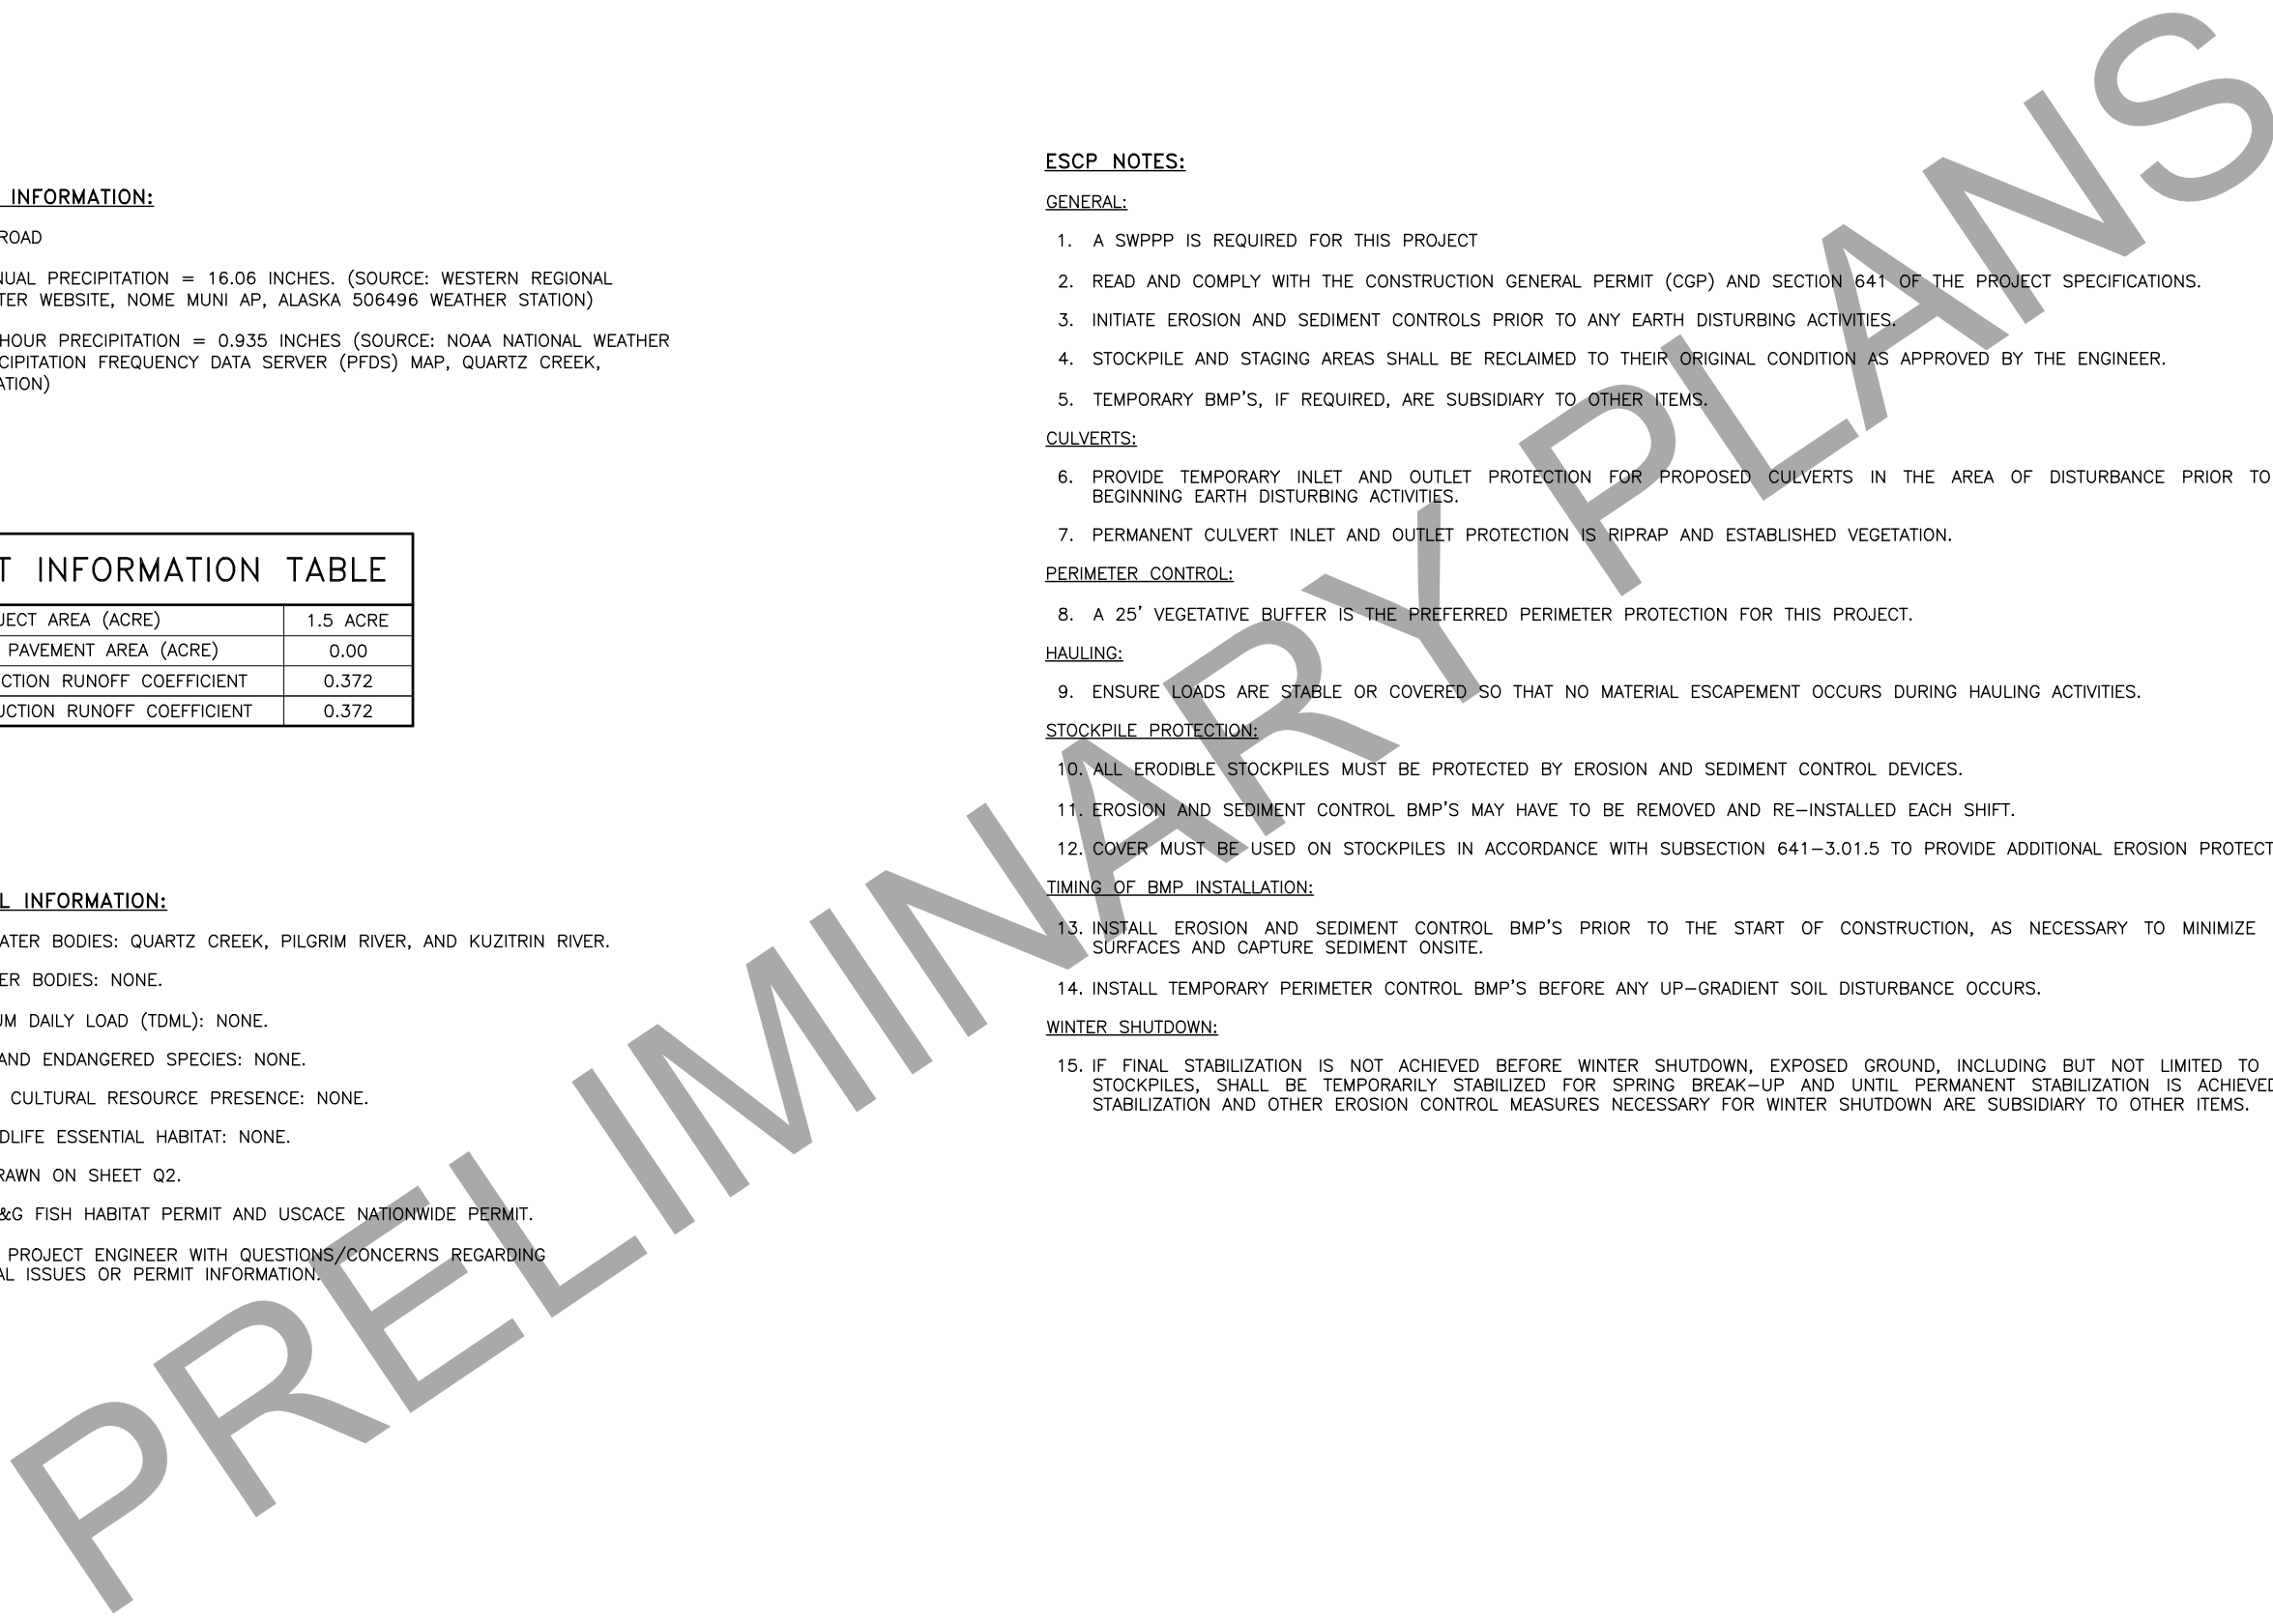 INFORMATION:
ROAD
PRECIPITATION = 16.06 INCHES. (SOURCE: WESTERN REGIONAL
WEBSITE, NOME MUNI AP, ALASKA 506496 WEATHER STATION)
HOUR PRECIPITATION = 0.935 INCHES (SOURCE: NOAA NATIONAL WEATHER
FREQUENCY DATA SERVER (PFDS) MAP, QUARTZ CREEK,
INFORMATION TABLE
AREA (ACRE) 1.5 ACRE
PAVEMENT AREA (ACRE) 0.00
RUNOFF COEFFICIENT 0.372
RUNOFF COEFFICIENT 0.372
INFORMATION:
BODIES: QUARTZ CREEK, PILGRIM RIVER, AND KUZITRIN RIVER.
BODIES: NONE.
DAILY LOAD (TDML): NONE.
AND ENDANGERED SPECIES: NONE.
CULTURAL RESOURCE PRESENCE: NONE.
ESSENTIAL HABITAT: NONE.
ON SHEET Q2.
&G FISH HABITAT PERMIT AND USCACE NATIONWIDE PERMIT.
PROJECT ENGINEER WITH QUESTIONS/CONCERNS REGARDING
ISSUES OR PERMIT INFORMATION.
ESCP NOTES:
GENERAL:
1. A SWPPP IS REQUIRED FOR THIS PROJECT
2. READ AND COMPLY WITH THE CONSTRUCTION GENERAL PERMIT (CGP) AND SECTION 641 OF THE PROJECT SPECIFICATIONS.
3. INITIATE EROSION AND SEDIMENT CONTROLS PRIOR TO ANY EARTH DISTURBING ACTIVITIES.
4. STOCKPILE AND STAGING AREAS SHALL BE RECLAIMED TO THEIR ORIGINAL CONDITION AS APPROVED BY THE ENGINEER.
5. TEMPORARY BMP'S, IF REQUIRED, ARE SUBSIDIARY TO OTHER ITEMS.
CULVERTS:
6. PROVIDE TEMPORARY INLET AND OUTLET PROTECTION FOR PROPOSED CULVERTS IN THE AREA OF DISTURBANCE PRIOR TO
BEGINNING EARTH DISTURBING ACTIVITIES.
7. PERMANENT CULVERT INLET AND OUTLET PROTECTION IS RIPRAP AND ESTABLISHED VEGETATION.
PERIMETER CONTROL:
8. A 25' VEGETATIVE BUFFER IS THE PREFERRED PERIMETER PROTECTION FOR THIS PROJECT.
HAULING:
9. ENSURE LOADS ARE STABLE OR COVERED SO THAT NO MATERIAL ESCAPEMENT OCCURS DURING HAULING ACTIVITIES.
STOCKPILE PROTECTION:
10. ALL ERODIBLE STOCKPILES MUST BE PROTECTED BY EROSION AND SEDIMENT CONTROL DEVICES.
11. EROSION AND SEDIMENT CONTROL BMP'S MAY HAVE TO BE REMOVED AND RE-INSTALLED EACH SHIFT.
12. COVER MUST BE USED ON STOCKPILES IN ACCORDANCE WITH SUBSECTION 641-3.01.5 TO PROVIDE ADDITIONAL EROSION
TIMING OF BMP INSTALLATION:
13. INSTALL EROSION AND SEDIMENT CONTROL BMP'S PRIOR TO THE START OF CONSTRUCTION, AS NECESSARY TO MINIMIZE
SURFACES AND CAPTURE SEDIMENT ONSITE.
14. INSTALL TEMPORARY PERIMETER CONTROL BMP'S BEFORE ANY UP-GRADIENT SOIL DISTURBANCE OCCURS.
WINTER SHUTDOWN:
15. IF FINAL STABILIZATION IS NOT ACHIEVED BEFORE WINTER SHUTDOWN, EXPOSED GROUND, INCLUDING BUT NOT LIMITED TO
STOCKPILES, SHALL BE TEMPORARILY STABILIZED FOR SPRING BREAK-UP AND UNTIL PERMANENT STABILIZATION IS ACHIEVED
STABILIZATION AND OTHER EROSION CONTROL MEASURES NECESSARY FOR WINTER SHUTDOWN ARE SUBSIDIARY TO OTHER ITEMS.
PRELIMINARY PLANS